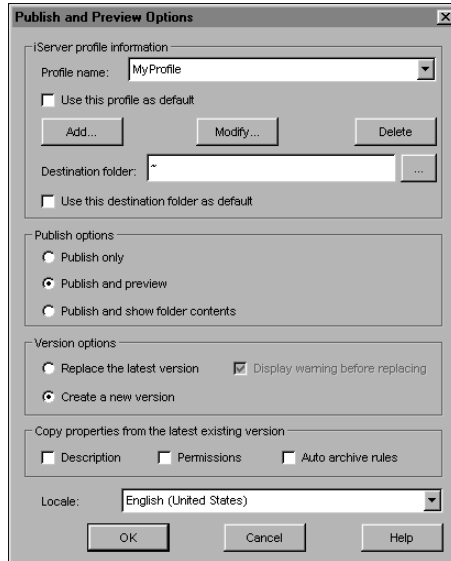 Publish and Preview Options
iServer profile information
Profile name: MyProfile
Use this profile as default
Add... Modify... Delete
Destination folder: ~ ...
Use this destination folder as default
Publish options
Publish only
Publish and preview
Publish and show folder contents
Version options
Replace the latest version Display warning before replacing
Create a new version
Copy properties from the latest existing version
Description Permissions Auto archive rules
Locale: English (United States)
OK Cancel Help